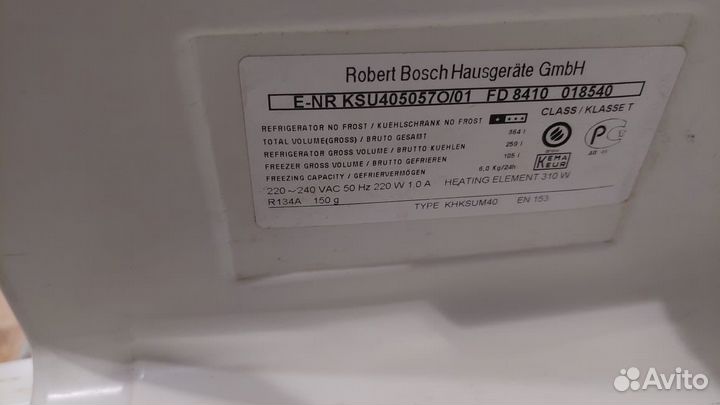 Robert Bosch Hausgeräte GmbH
E-NR KSU405057O/01 FD 8410 018540
CLASS / KLASSE T
REFRIGERATOR NO FROST / KUEHLSCHRANK NO FROST
TOTAL VOLUME(GROSS) / BRUTO GESAMT 364 l
REFRIGERATOR GROSS VOLUME / BRUTTO KUEHLEN 259 l
FREEZER GROSS VOLUME / BRUTTO GEFRIEREN 105 l
FREEZING CAPACITY / GEFRIERVERMÖGEN 6,0 Kg/24h
KEMA
KEUR
220~240 VAC 50 Hz 220 W 1.0 A HEATING ELEMENT 310 W
R134A 150 g
TYPE KHKSUM40 EN 153
Avito